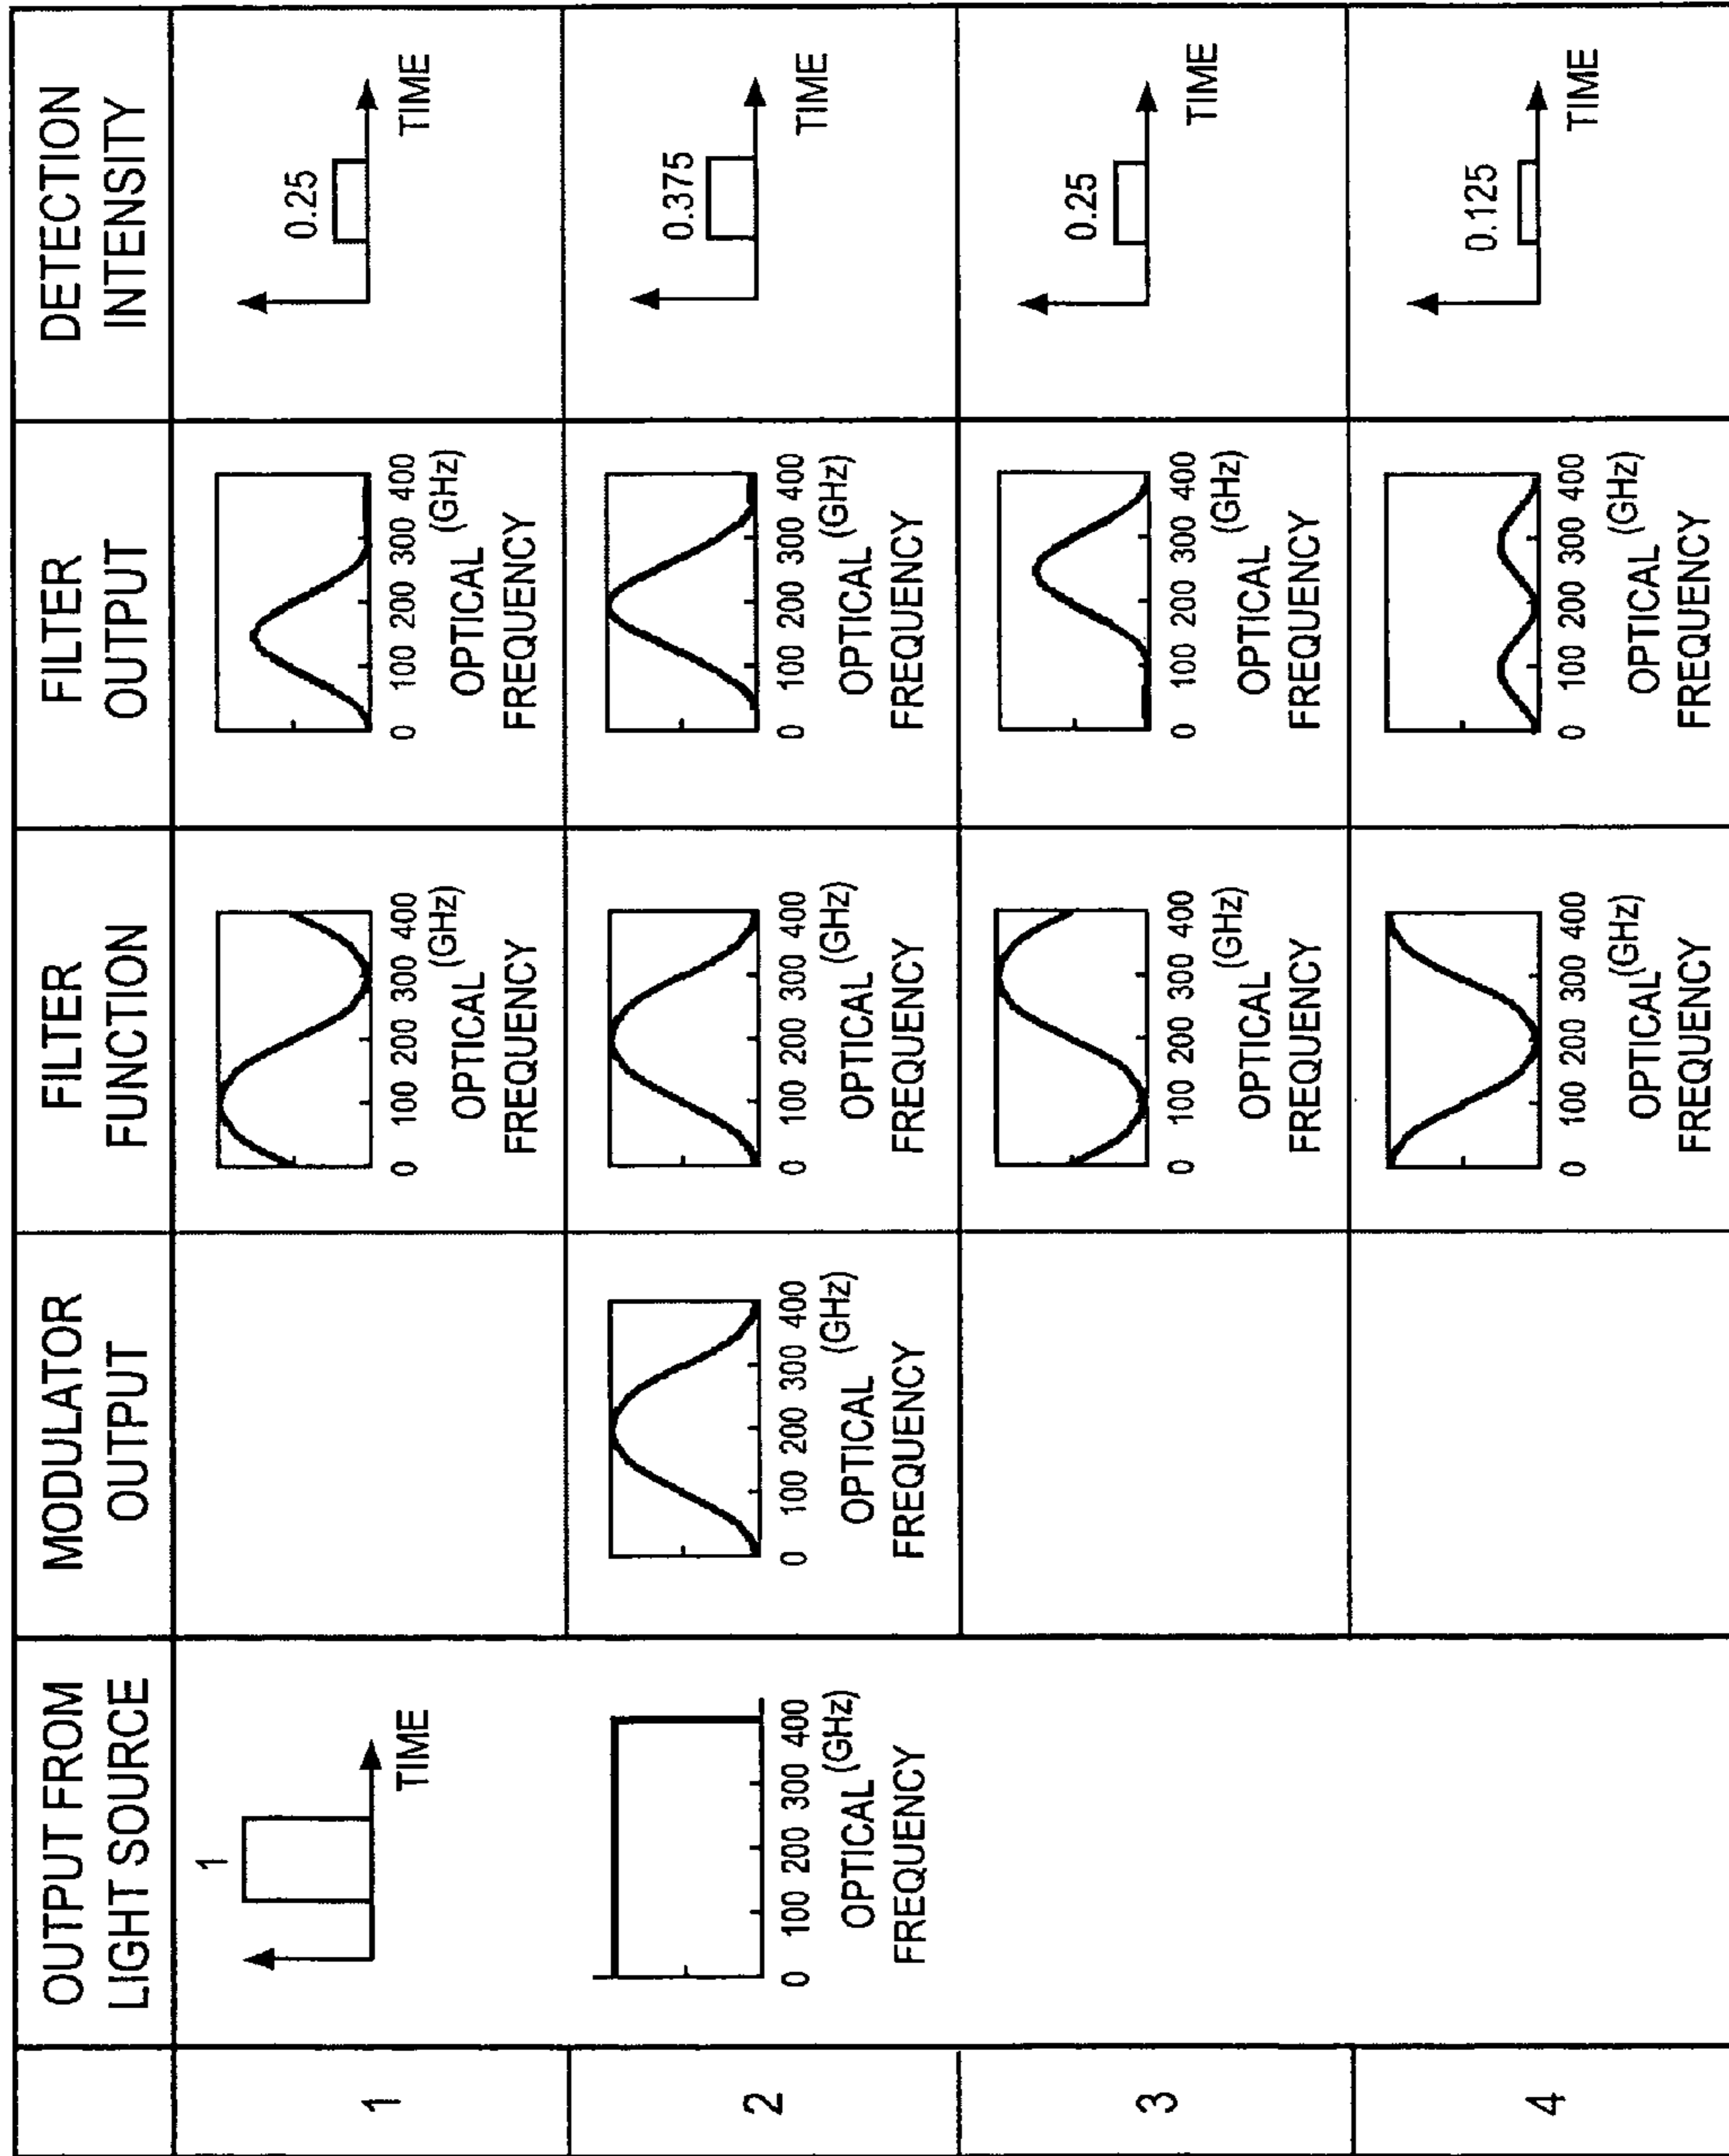 OUTPUT FROM
LIGHT SOURCE
MODULATOR
OUTPUT
FILTER
FUNCTION
FILTER
OUTPUT
DETECTION
INTENSITY
1
1
TIME
0 100 200 300 400
(GHz)
OPTICAL
FREQUENCY
0 100 200 300 400
(GHz)
OPTICAL
FREQUENCY
0.25
TIME
2
0 100 200 300 400
(GHz)
OPTICAL
FREQUENCY
0 100 200 300 400
(GHz)
OPTICAL
FREQUENCY
0 100 200 300 400
(GHz)
OPTICAL
FREQUENCY
0 100 200 300 400
(GHz)
OPTICAL
FREQUENCY
0.375
TIME
3
0 100 200 300 400
(GHz)
OPTICAL
FREQUENCY
0 100 200 300 400
(GHz)
OPTICAL
FREQUENCY
0.25
TIME
4
0 100 200 300 400
(GHz)
OPTICAL
FREQUENCY
0 100 200 300 400
(GHz)
OPTICAL
FREQUENCY
0.125
TIME